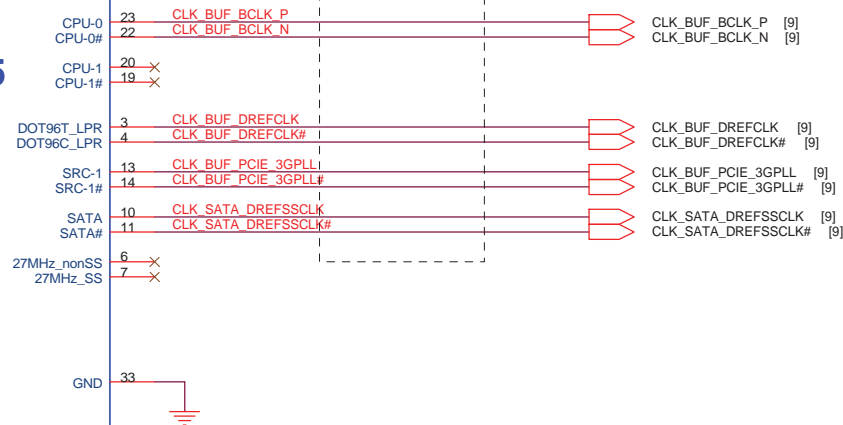 CPU-0 23 CLK_BUF_BCLK_P CLK_BUF_BCLK_P [9]
CPU-0# 22 CLK_BUF_BCLK_N CLK_BUF_BCLK_N [9]
5
CPU-1 20
CPU-1# 19
DOT96T_LPR 3 CLK_BUF_DREFCLK CLK_BUF_DREFCLK [9]
DOT96C_LPR 4 CLK_BUF_DREFCLK# CLK_BUF_DREFCLK# [9]
SRC-1 13 CLK_BUF_PCIE_3GPLL CLK_BUF_PCIE_3GPLL [9]
SRC-1# 14 CLK_BUF_PCIE_3GPLL# CLK_BUF_PCIE_3GPLL# [9]
SATA 10 CLK_SATA_DREFSSCLK CLK_SATA_DREFSSCLK [9]
SATA# 11 CLK_SATA_DREFSSCLK# CLK_SATA_DREFSSCLK# [9]
27MHz_nonSS 6
27MHz_SS 7
GND 33